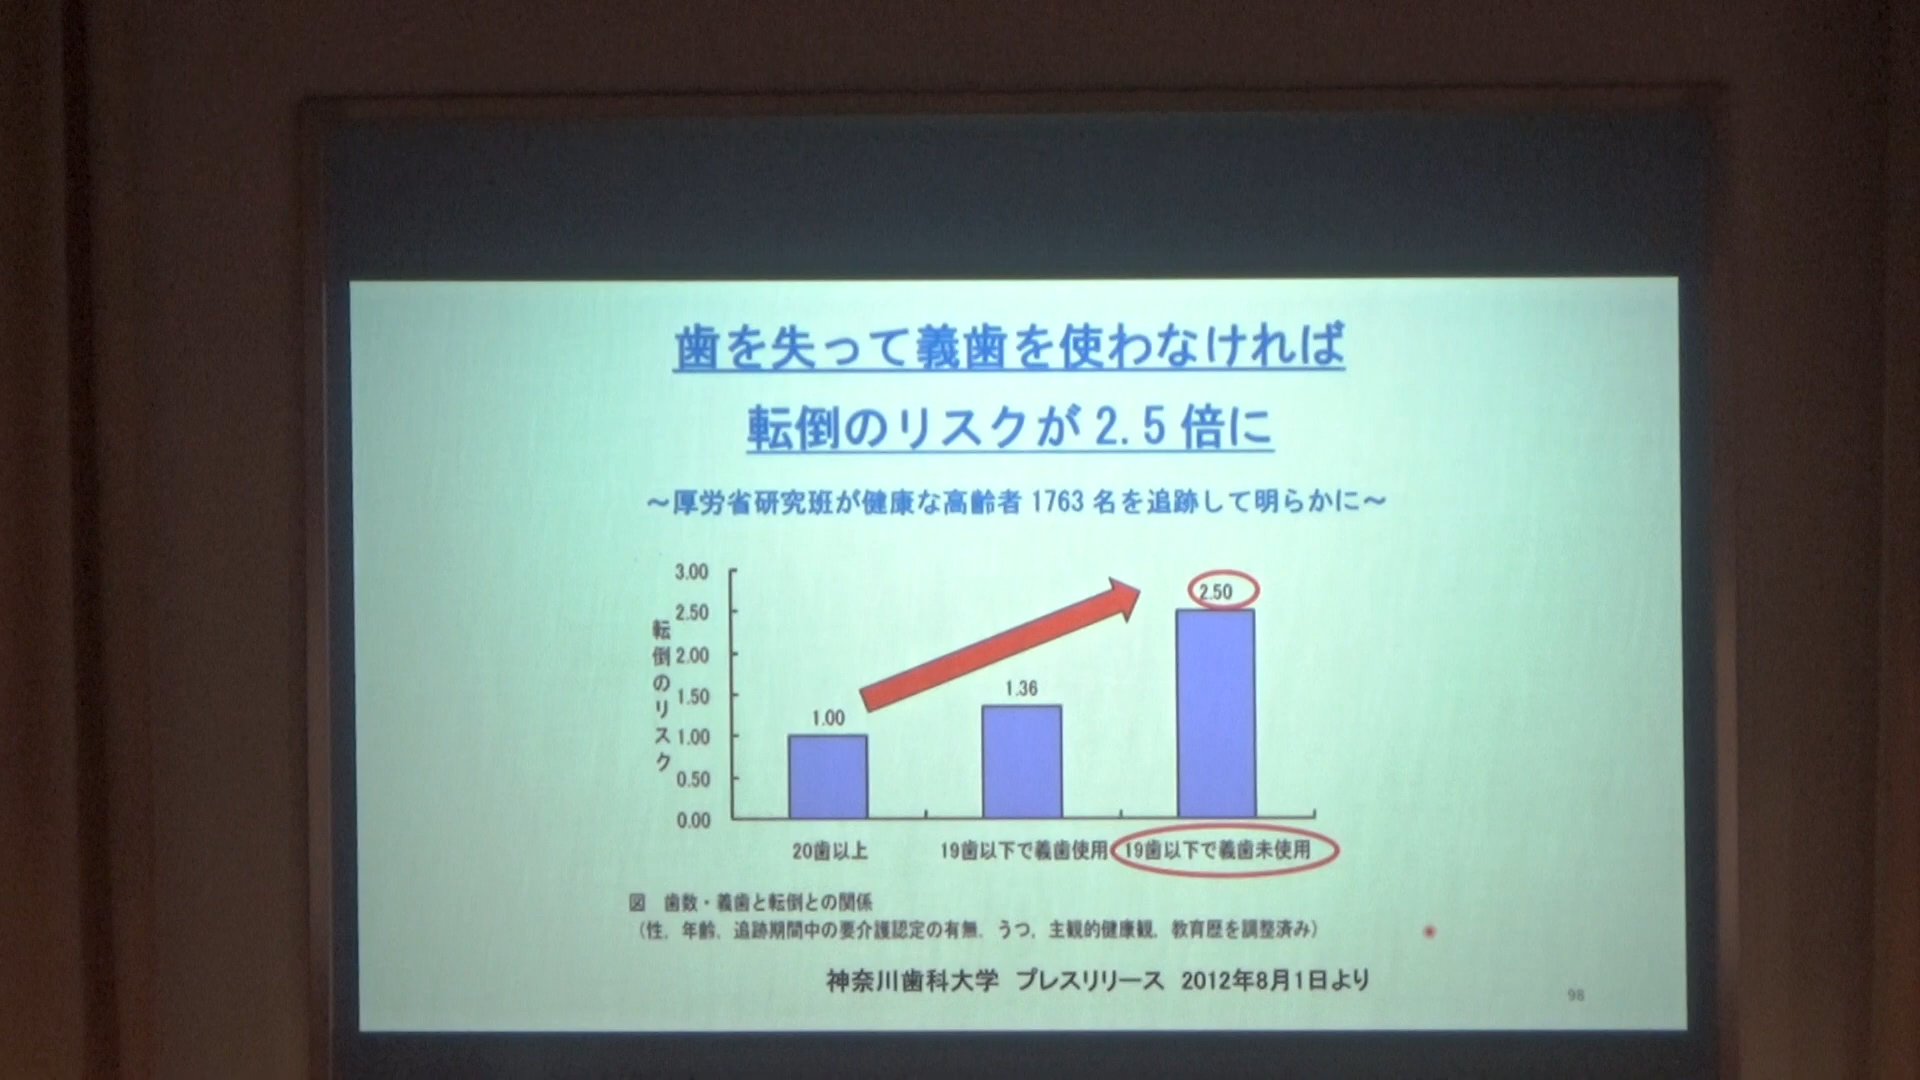 歯を失って義歯を使わなければ
転倒のリスクが2.5倍に
～厚労省研究班が健康な高齢者1763名を追跡して明らかに～
転倒のリスク
3.00
2.50
2.00
1.50
1.00
0.50
0.00
1.00
1.36
2.50
20歯以上
19歯以下で義歯使用
19歯以下で義歯未使用
図　歯数・義歯と転倒との関係
（性，年齢，追跡期間中の要介護認定の有無，うつ，主観的健康観，教育歴を調整済み）
神奈川歯科大学　プレスリリース　2012年8月1日より
98